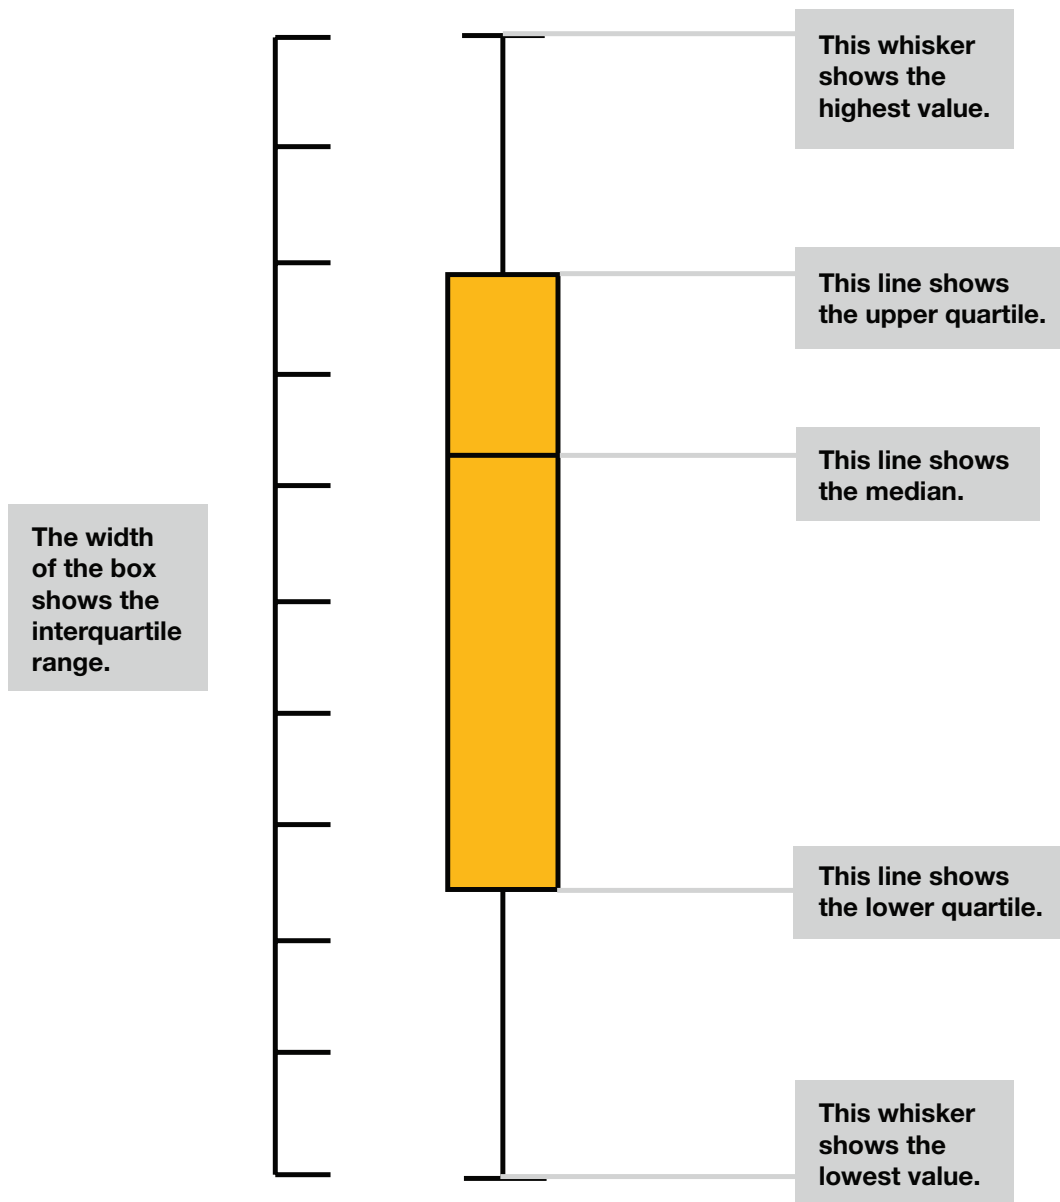 This whisker
shows the
highest value.
This line shows
the upper quartile.
This line shows
the median.
The width
of the box
shows the
interquartile
range.
This line shows
the lower quartile.
This whisker
shows the
lowest value.